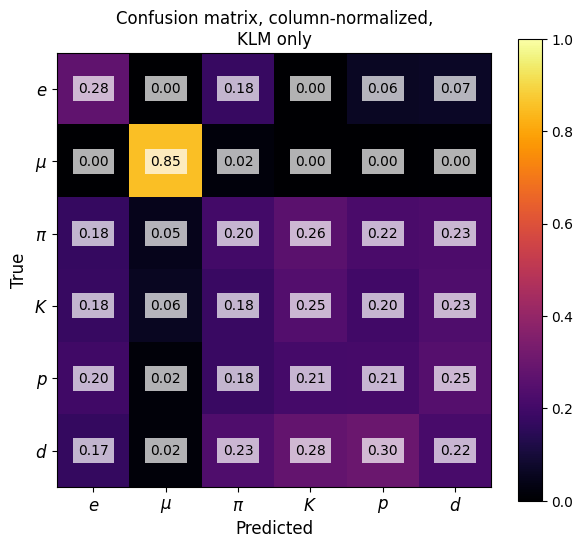 Confusion matrix, column-normalized,
KLM only
1.0
e 0.28 0.00 0.18 0.00 0.06 0.07
μ 0.00 0.85 0.02 0.00 0.00 0.00
0.8
π 0.18 0.05 0.20 0.26 0.22 0.23
0.6
True
K 0.18 0.06 0.18 0.25 0.20 0.23
0.4
p 0.20 0.02 0.18 0.21 0.21 0.25
0.2
d 0.17 0.02 0.23 0.28 0.30 0.22
0.0
e μ π K p d
Predicted